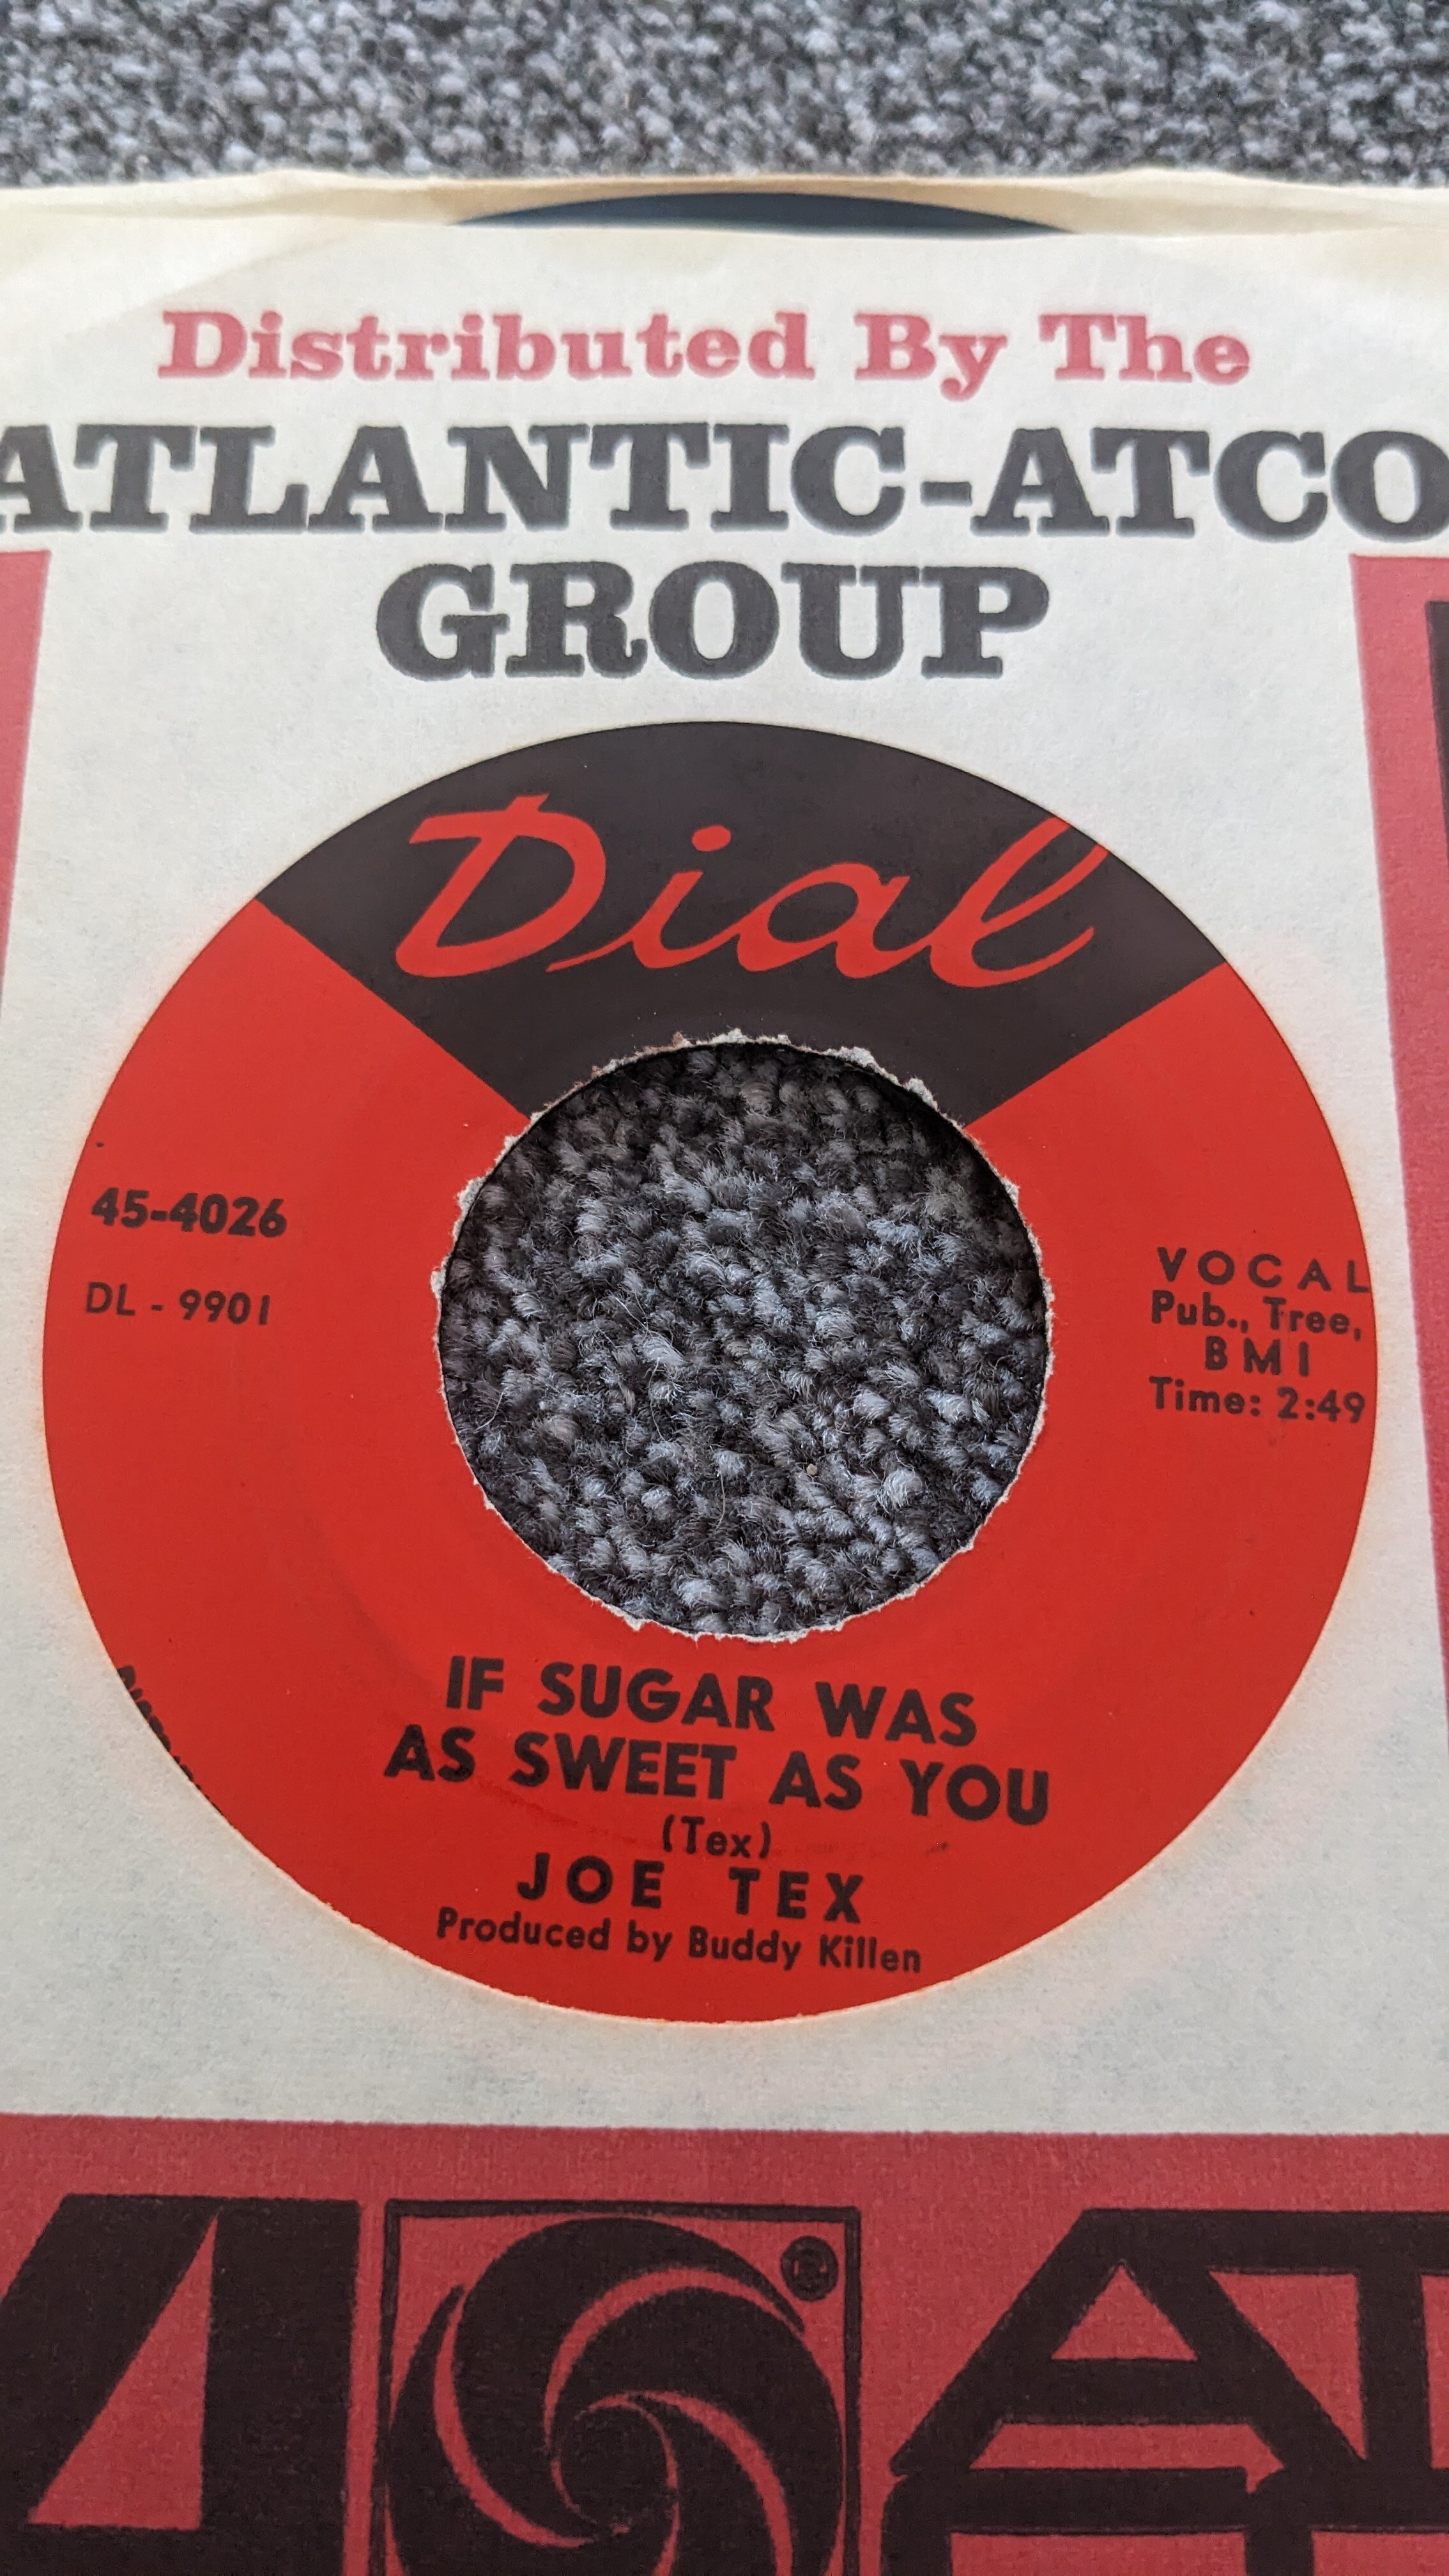 Distributed By The
ATLANTIC-ATCO
GROUP
Dial
45-4026
DL - 9901
VOCAL
Pub., Tree,
BMI
Time: 2:49
IF SUGAR WAS
AS SWEET AS YOU
(Tex)
JOE TEX
Produced by Buddy Killen